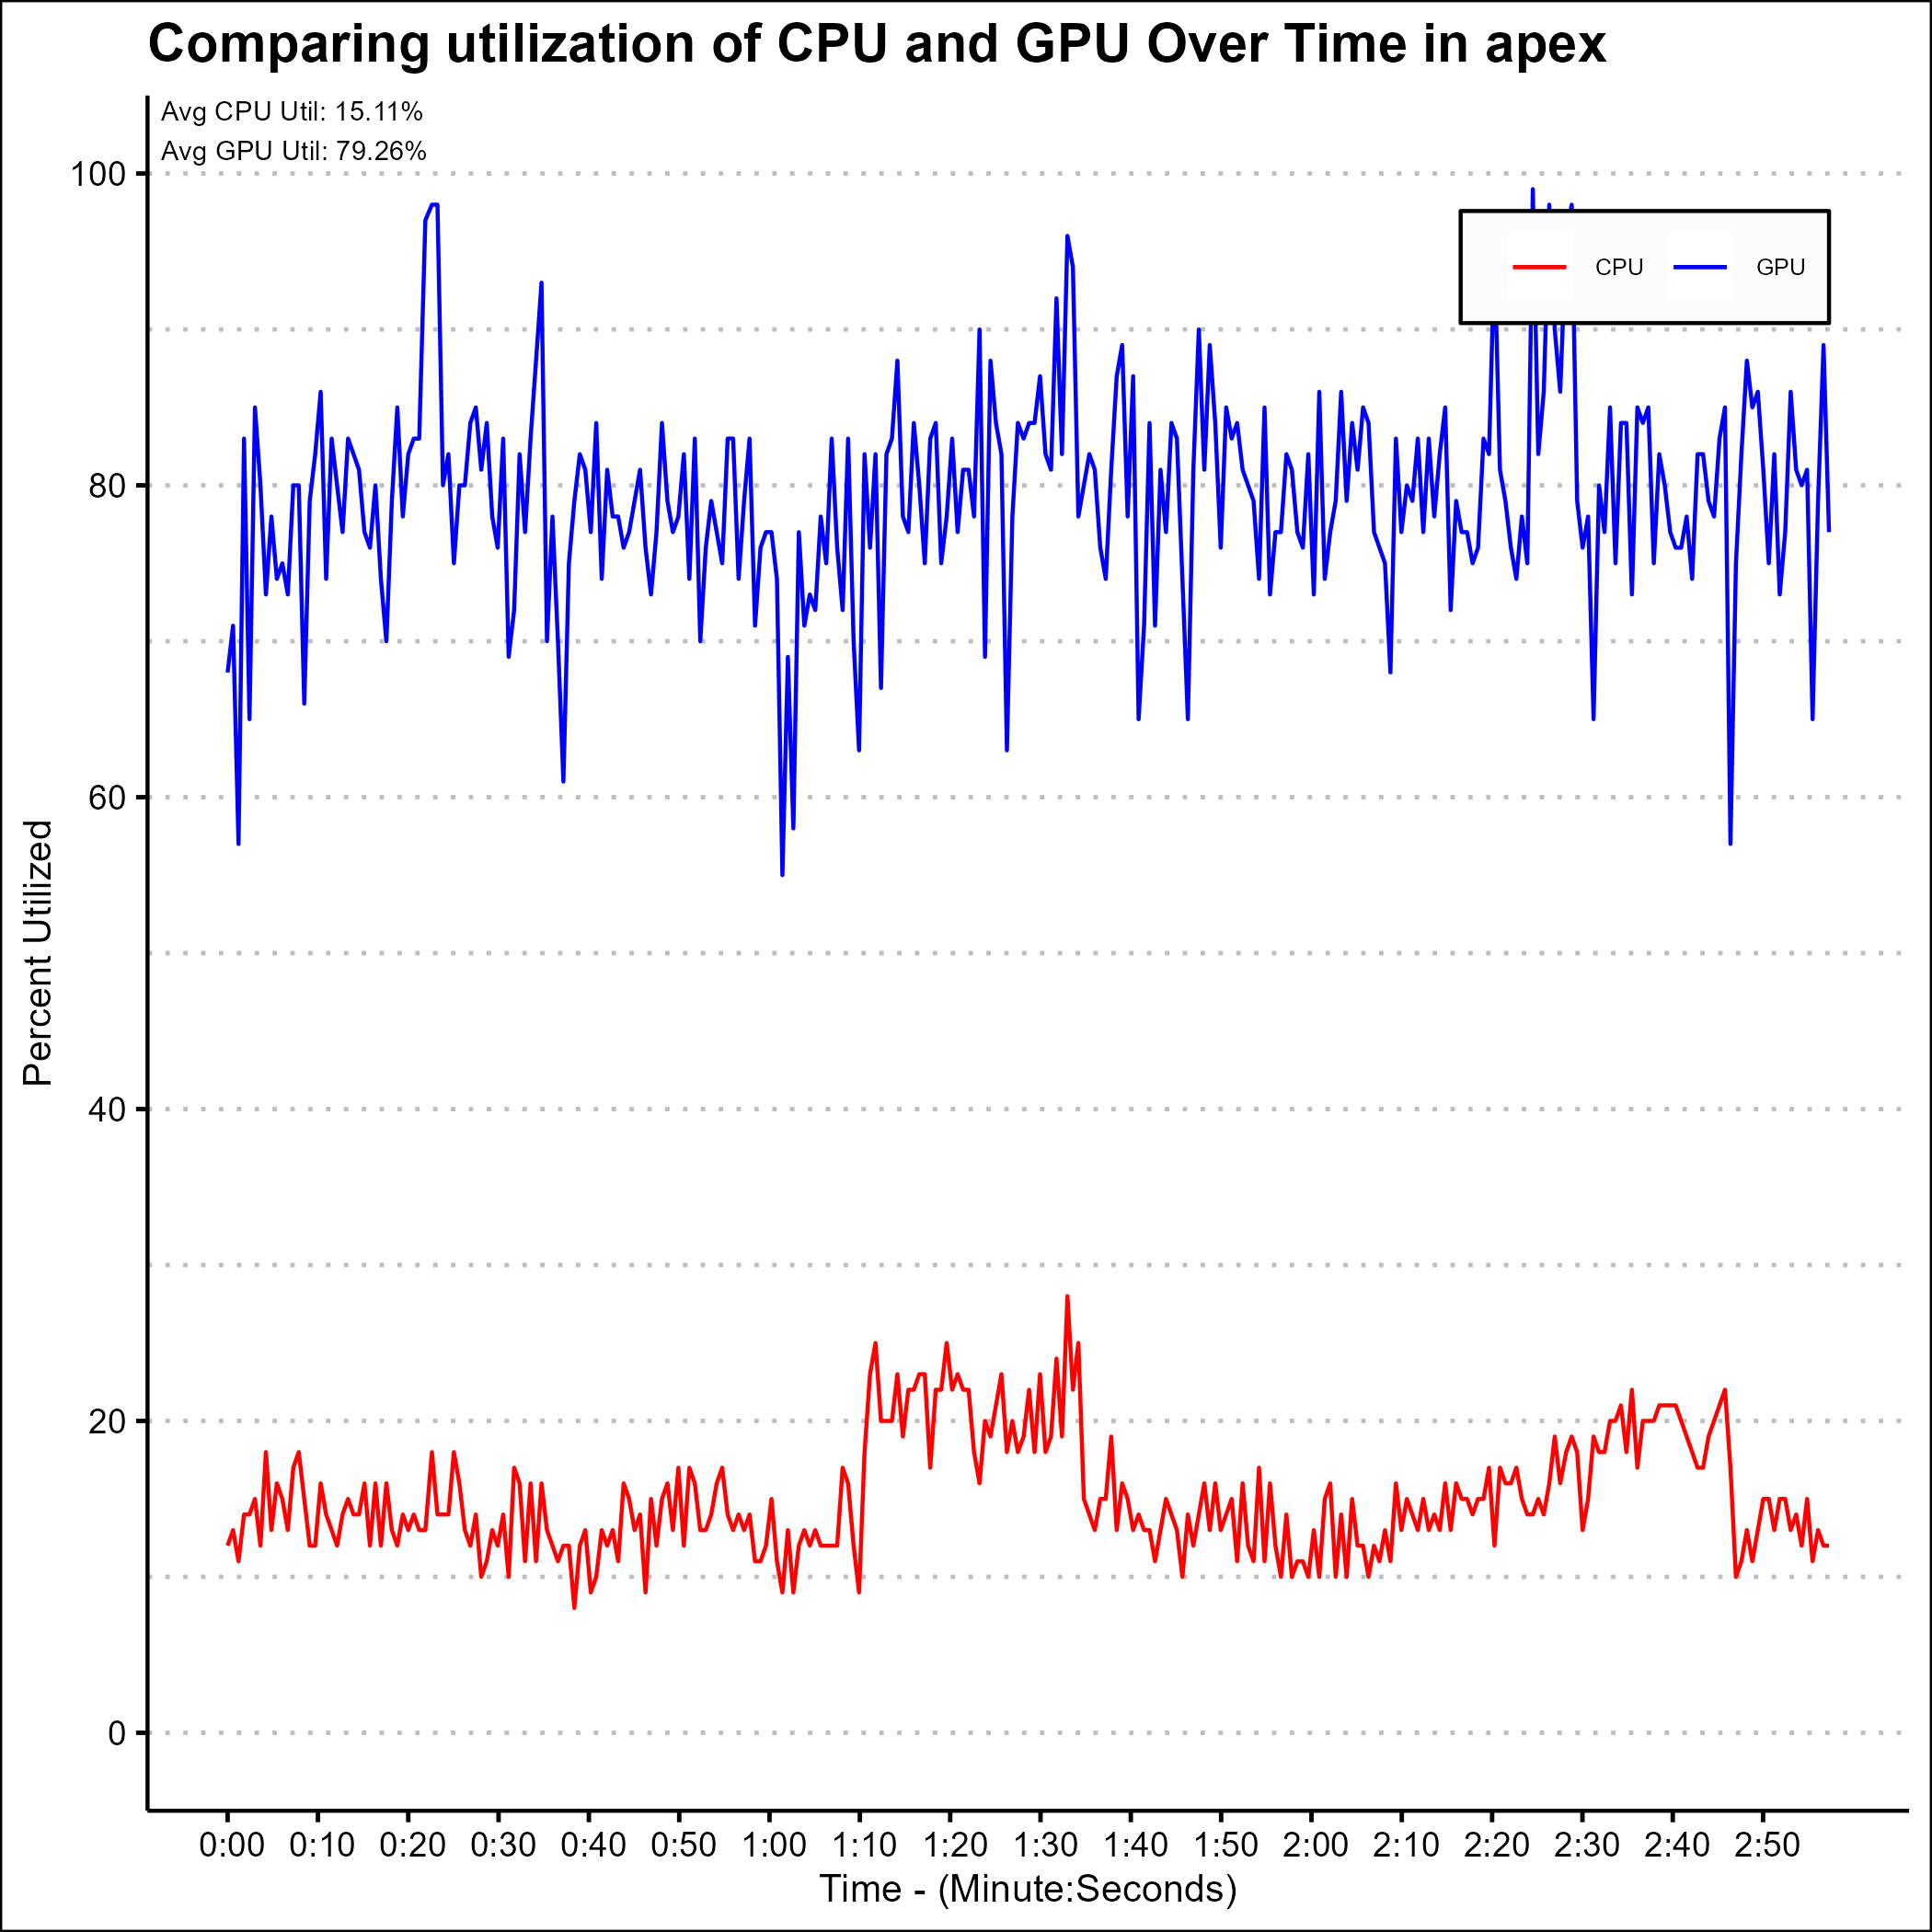 Comparing utilization of CPU and GPU Over Time in apex
Avg CPU Util: 15.11%
Avg GPU Util: 79.26%
CPU GPU
Percent Utilized
100
80
60
40
20
0
0:00 0:10 0:20 0:30 0:40 0:50 1:00 1:10 1:20 1:30 1:40 1:50 2:00 2:10 2:20 2:30 2:40 2:50
Time - (Minute:Seconds)